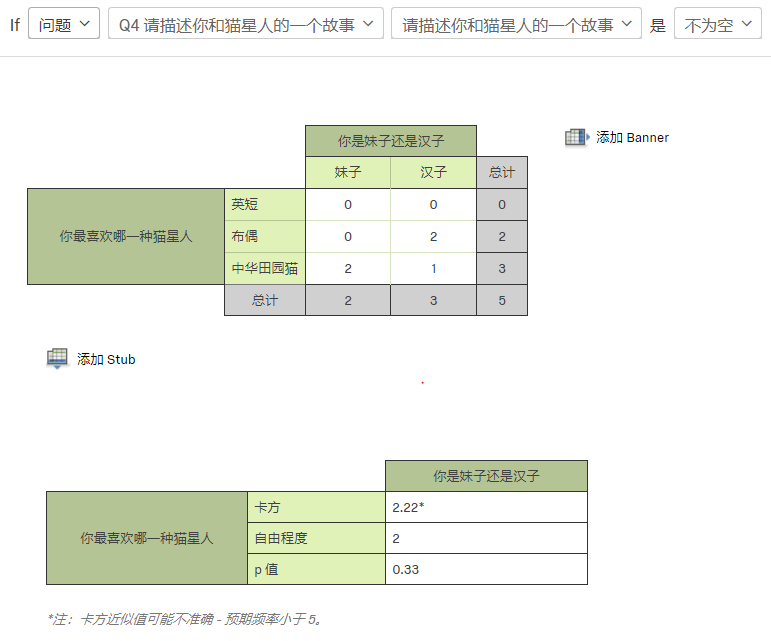 If 问题 Q4 请描述你和猫星人的一个故事 请描述你和猫星人的一个故事 是 不为空
你是妹子还是汉子 添加 Banner
妹子 汉子 总计
英短 0 0 0
你最喜欢哪一种猫星人 布偶 0 2 2
中华田园猫 2 1 3
总计 2 3 5
添加 Stub
你是妹子还是汉子
卡方 2.22*
你最喜欢哪一种猫星人 自由程度 2
p 值 0.33
*注：卡方近似值可能不准确 - 预期频率小于 5。